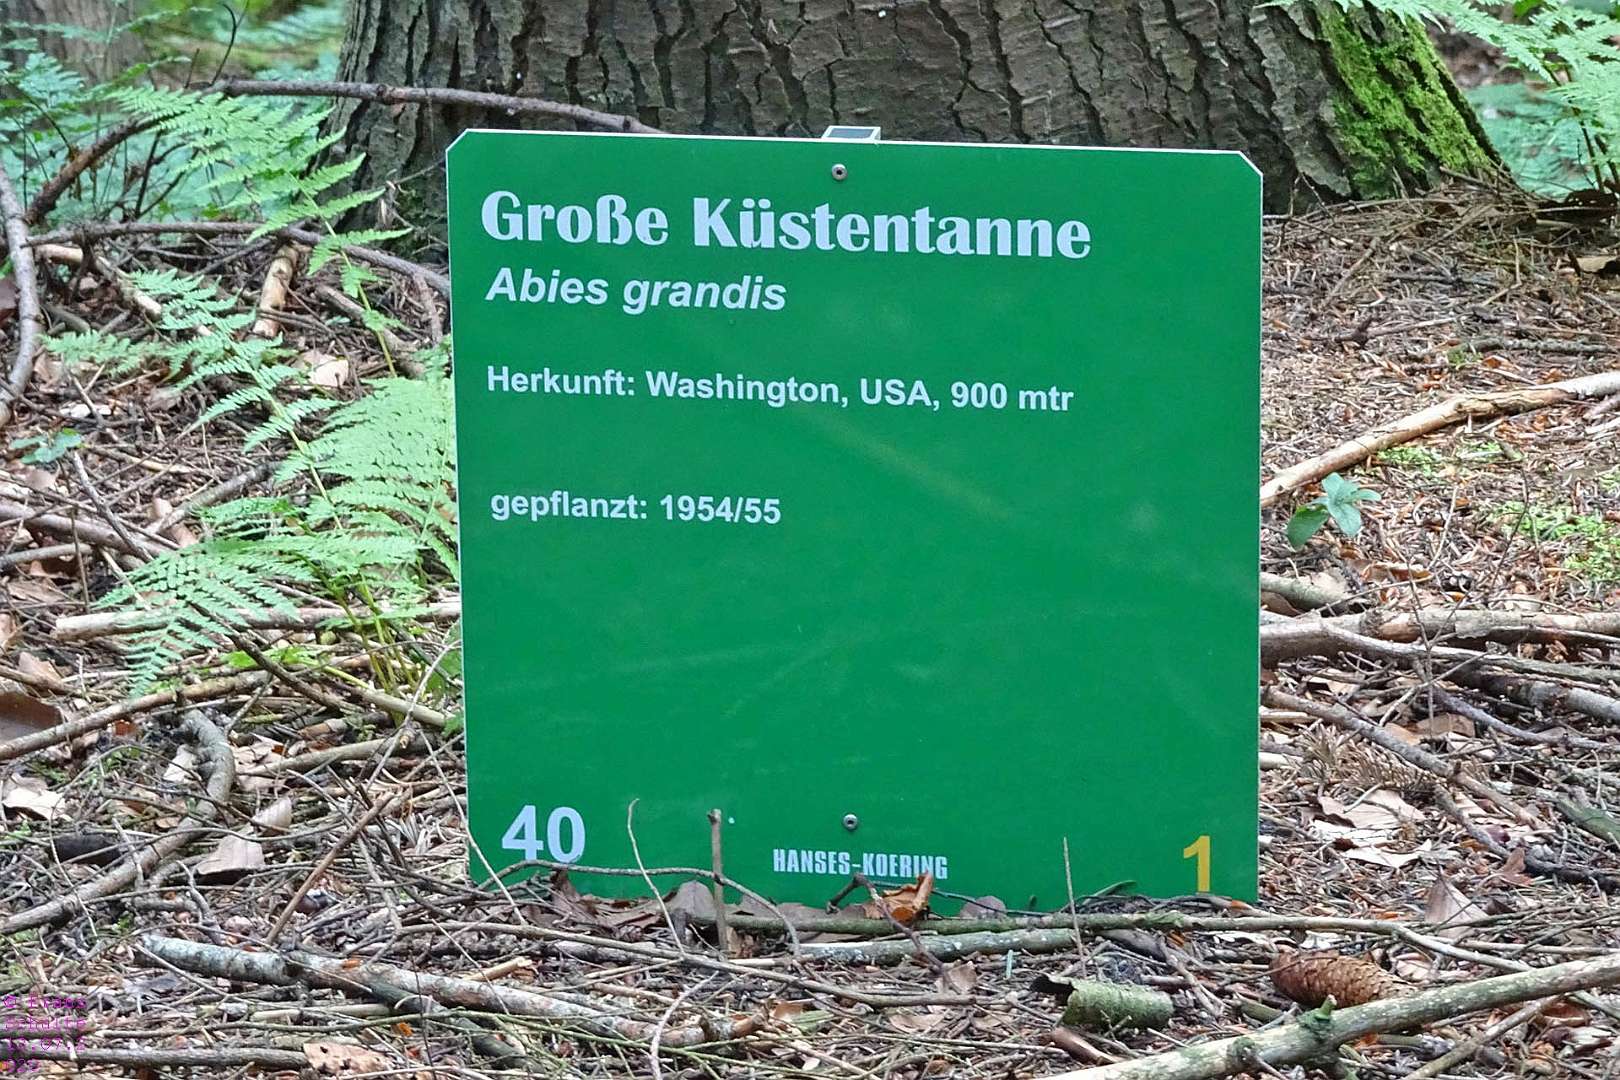 Große Küstentanne
Abies grandis
Herkunft: Washington, USA, 900 mtr
gepflanzt: 1954/55
40
HANSES-KOERING
1